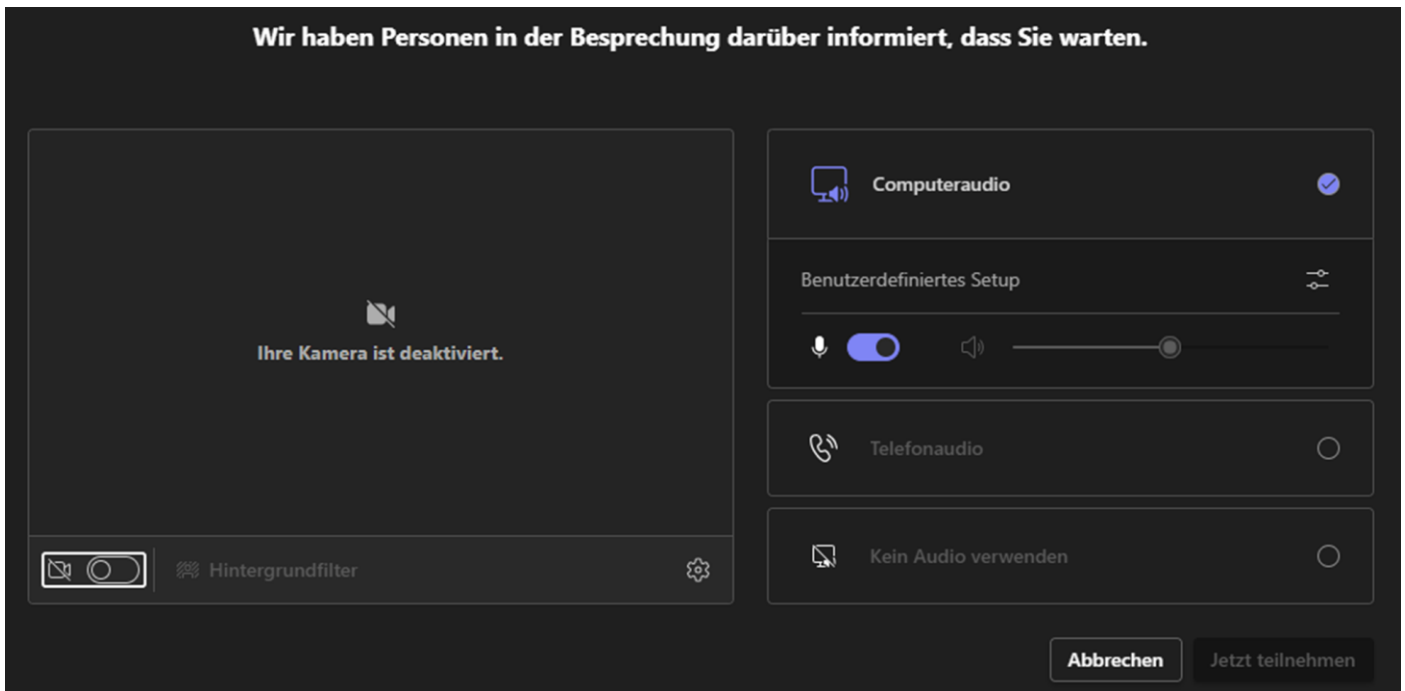 Wir haben Personen in der Besprechung darüber informiert, dass Sie warten.
Ihre Kamera ist deaktiviert.
Hintergrundfilter
Computeraudio
Benutzerdefiniertes Setup
Telefonaudio
Kein Audio verwenden
Abbrechen
Jetzt teilnehmen